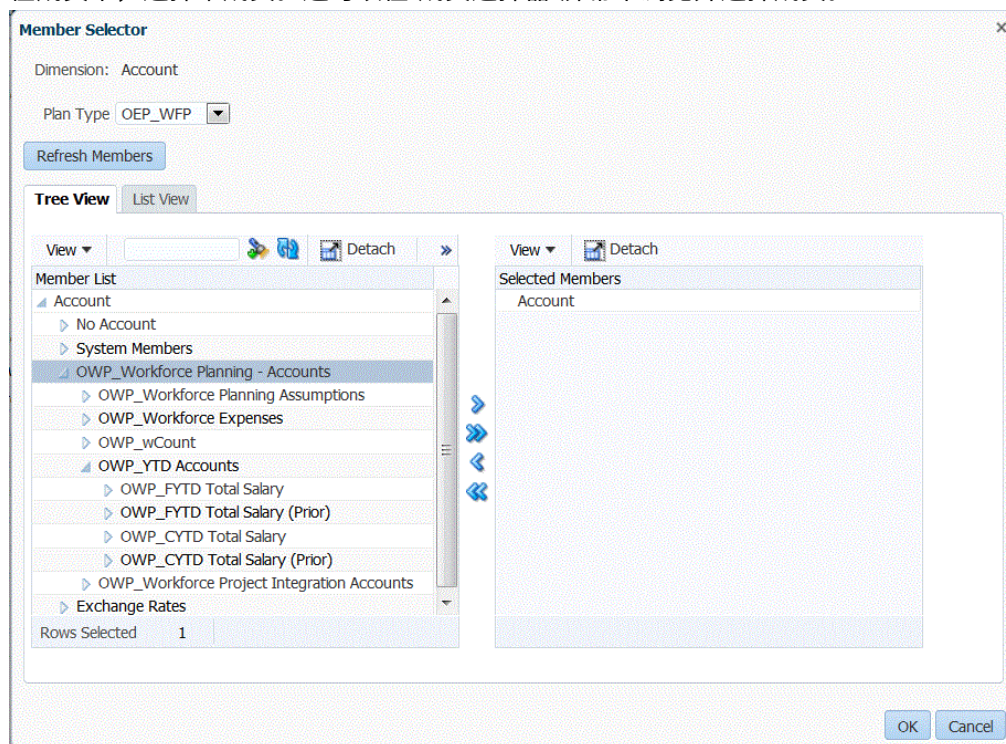 Member Selector
Dimension: Account
Plan Type OEP_WFP
Refresh Members
Tree View List View
View Detach »
Member List
Account
No Account
System Members
OWP_Workforce Planning - Accounts
OWP_Workforce Planning Assumptions
OWP_Workforce Expenses
OWP_wCount
OWP_YTD Accounts
OWP_FYTD Total Salary
OWP_FYTD Total Salary (Prior)
OWP_CYTD Total Salary
OWP_CYTD Total Salary (Prior)
OWP_Workforce Project Integration Accounts
Exchange Rates
Rows Selected 1
View Detach
Selected Members
Account
OK Cancel